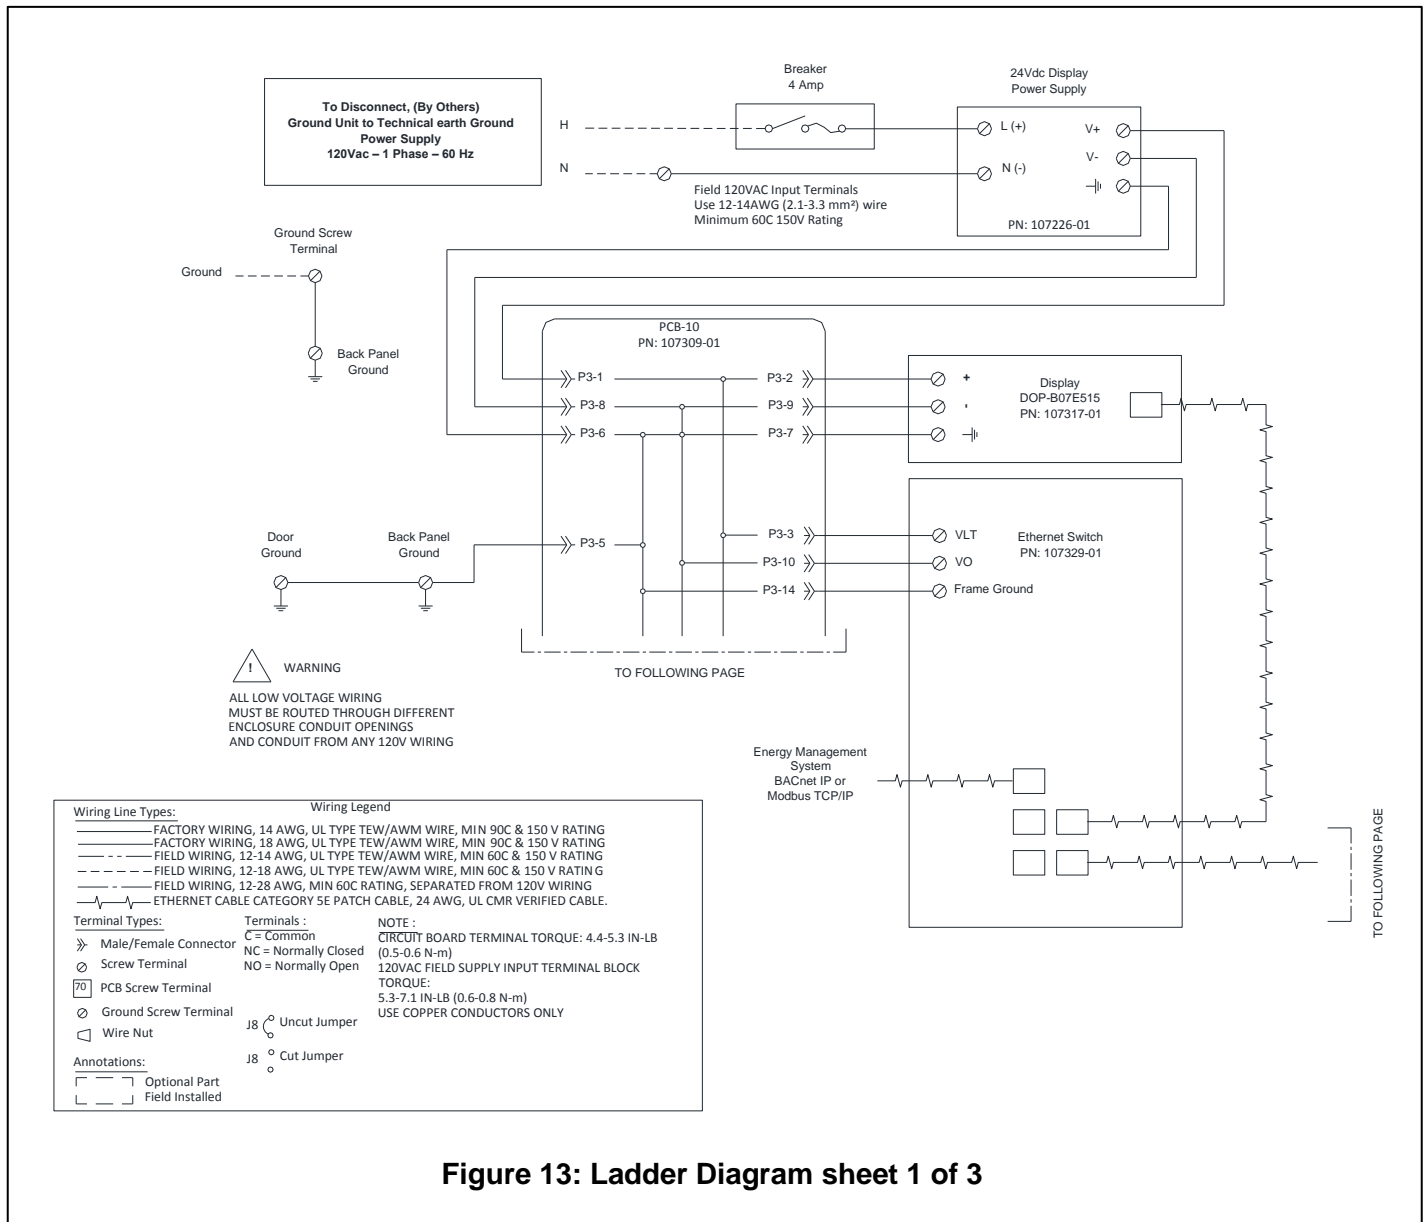 Breaker
4 Amp
24Vdc Display
Power Supply
To Disconnect, (By Others)
Ground Unit to Technical earth Ground
Power Supply
120Vac – 1 Phase – 60 Hz
H
N
L (+)
N (-)
V+
V-
PN: 107226-01
Field 120VAC Input Terminals
Use 12-14AWG (2.1-3.3 mm²) wire
Minimum 60C 150V Rating
Ground Screw
Terminal
Ground
Back Panel
Ground
PCB-10
PN: 107309-01
P3-1
P3-2
P3-8
P3-9
P3-6
P3-7
+
-
Display
DOP-B07E515
PN: 107317-01
Door
Ground
Back Panel
Ground
P3-5
P3-3
P3-10
P3-14
VLT
VO
Frame Ground
Ethernet Switch
PN: 107329-01
TO FOLLOWING PAGE
!
WARNING
ALL LOW VOLTAGE WIRING
MUST BE ROUTED THROUGH DIFFERENT
ENCLOSURE CONDUIT OPENINGS
AND CONDUIT FROM ANY 120V WIRING
Energy Management
System
BACnet IP or
Modbus TCP/IP
TO FOLLOWING PAGE
Wiring Legend
Wiring Line Types:
FACTORY WIRING, 14 AWG, UL TYPE TEW/AWM WIRE, MIN 90C & 150 V RATING
FACTORY WIRING, 18 AWG, UL TYPE TEW/AWM WIRE, MIN 90C & 150 V RATING
FIELD WIRING, 12-14 AWG, UL TYPE TEW/AWM WIRE, MIN 60C & 150 V RATING
FIELD WIRING, 12-18 AWG, UL TYPE TEW/AWM WIRE, MIN 60C & 150 V RATING
FIELD WIRING, 12-28 AWG, MIN 60C RATING, SEPARATED FROM 120V WIRING
ETHERNET CABLE CATEGORY 5E PATCH CABLE, 24 AWG, UL CMR VERIFIED CABLE.
Terminal Types:
Male/Female Connector
Screw Terminal
70
PCB Screw Terminal
Ground Screw Terminal
Wire Nut
Terminals :
C = Common
NC = Normally Closed
NO = Normally Open
J8
Uncut Jumper
J8
Cut Jumper
NOTE :
CIRCUIT BOARD TERMINAL TORQUE: 4.4-5.3 IN-LB
(0.5-0.6 N-m)
120VAC FIELD SUPPLY INPUT TERMINAL BLOCK
TORQUE:
5.3-7.1 IN-LB (0.6-0.8 N-m)
USE COPPER CONDUCTORS ONLY
Annotations:
Optional Part
Field Installed
Figure 13: Ladder Diagram sheet 1 of 3